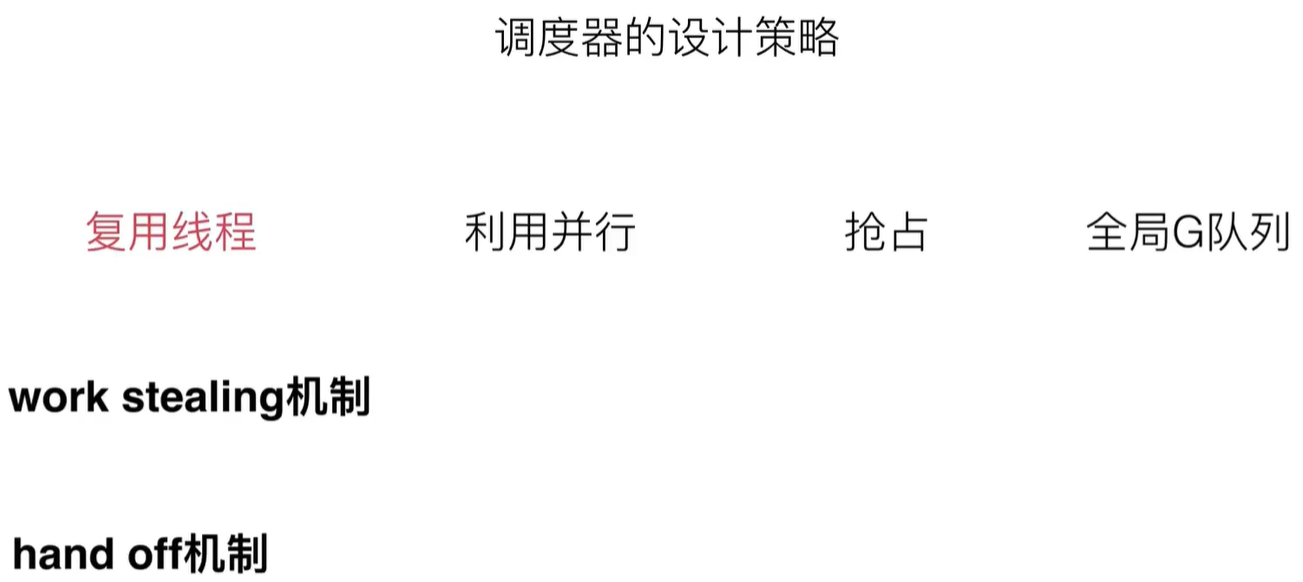 调度器的设计策略
复用线程 利用并行 抢占 全局G队列
work stealing机制
hand off机制